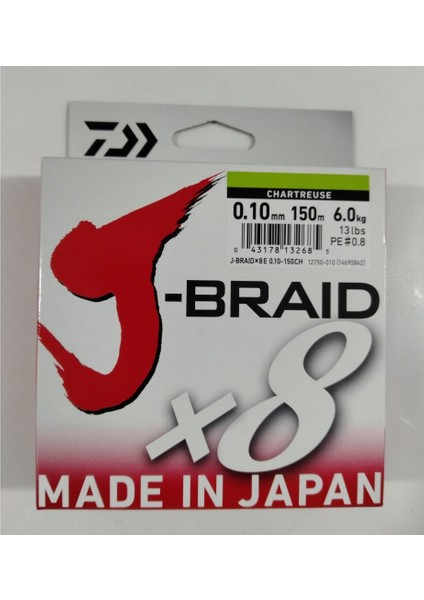 CHARTREUSE
0.10mm 150m 6.0kg
13lbs
PE#0.8
0 43178 13268 5
J-BRAID×8E 0.10-150CH 12750-010 (14690842)
J-BRAID
×8
MADE IN JAPAN